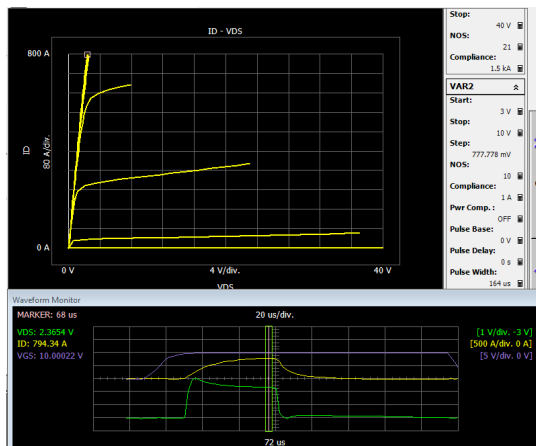 ID - VDS
800 A
ID
80 A/div.
0 A
0 V
4 V/div.
40 V
VDS
Stop:
40 V
NOS:
21
Compliance:
1.5 kA
VAR2
Start:
3 V
Stop:
10 V
Step:
777.778 mV
NOS:
10
Compliance:
1 A
Pwr Comp. :
OFF
Pulse Base:
0 V
Pulse Delay:
0 s
Pulse Width:
164 us
Waveform Monitor
MARKER: 68 us
20 us/div.
VDS: 2.3654 V
[1 V/div -3 V]
ID: 794.34 A
[500 A/div. 0 A]
VGS: 10.00022 V
[5 V/div. 0 V]
72 us